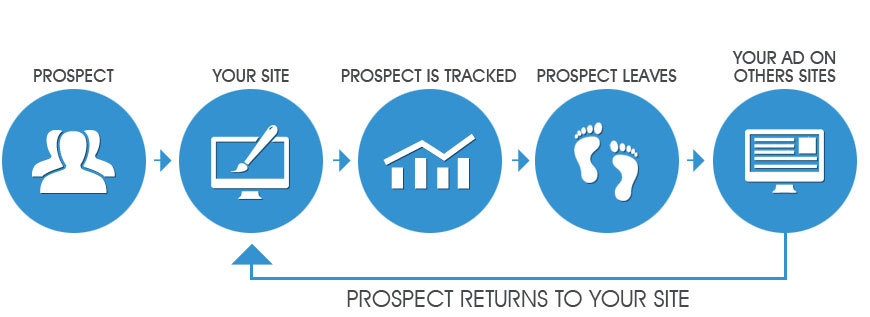 PROSPECT
YOUR SITE
PROSPECT IS TRACKED
PROSPECT LEAVES
YOUR AD ON
OTHERS SITES
PROSPECT RETURNS TO YOUR SITE